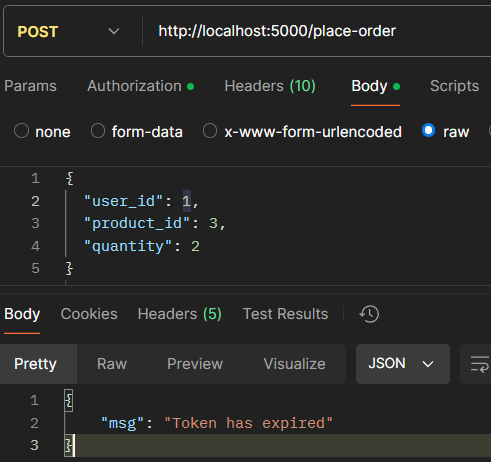 POST http://localhost:5000/place-order
Params Authorization Headers (10) Body Scripts
none form-data x-www-form-urlencoded raw
1 {
2 "user_id": 1,
3 "product_id": 3,
4 "quantity": 2
5 }
Body Cookies Headers (5) Test Results
Pretty Raw Preview Visualize JSON
1 {
2 "msg": "Token has expired"
3 }